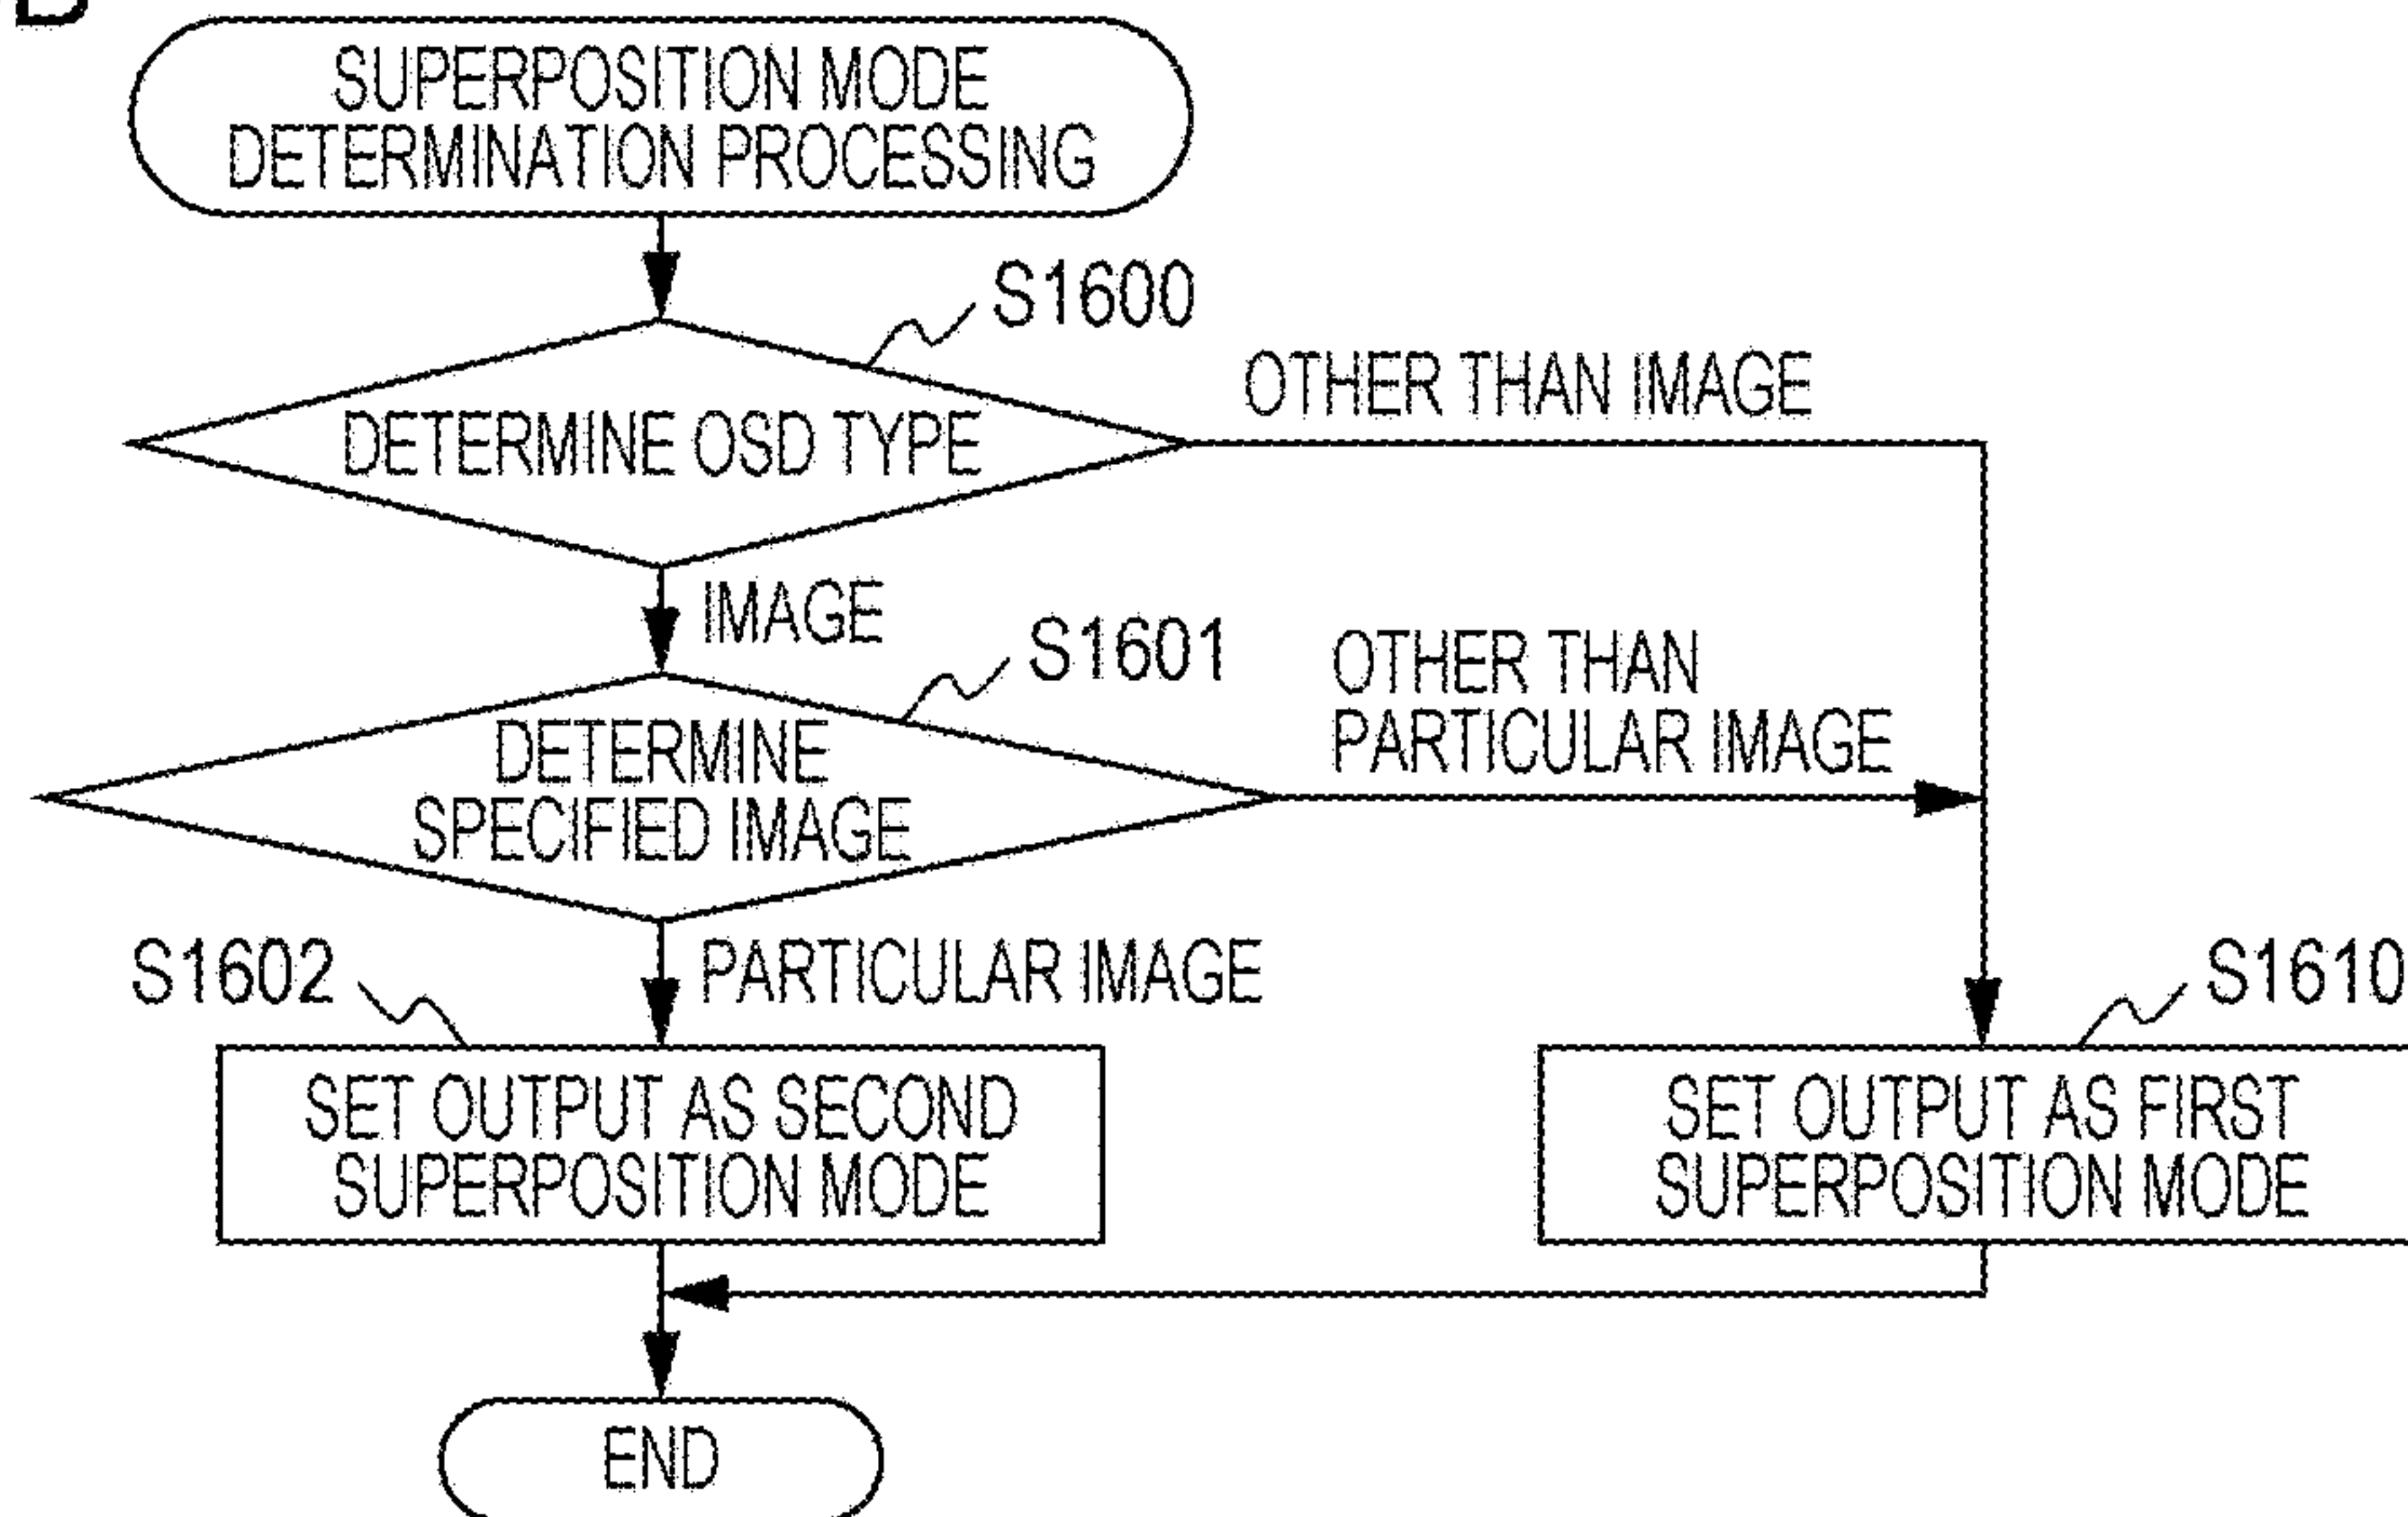 SUPERPOSITION MODE
DETERMINATION PROCESSING
S1600
DETERMINE OSD TYPE
OTHER THAN IMAGE
IMAGE
S1601
DETERMINE
SPECIFIED IMAGE
OTHER THAN
PARTICULAR IMAGE
PARTICULAR IMAGE
S1602
SET OUTPUT AS SECOND
SUPERPOSITION MODE
S1610
SET OUTPUT AS FIRST
SUPERPOSITION MODE
END